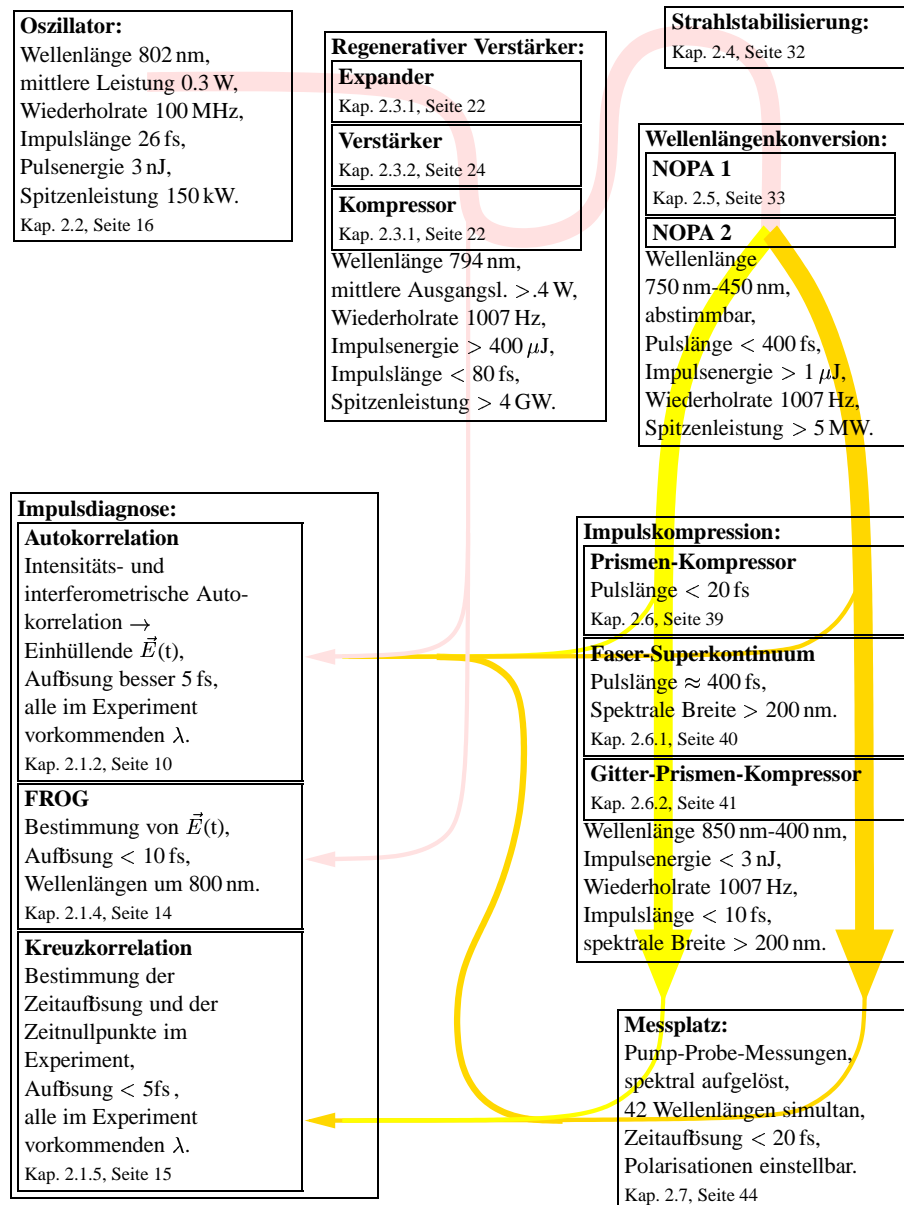 Oszillator:
Wellenlänge 802 nm,
mittlere Leistung 0.3 W,
Wiederholrate 100 MHz,
Impulslänge 26 fs,
Pulsenergie 3 nJ,
Spitzenleistung 150 kW.
Kap. 2.2, Seite 16
Regenerativer Verstärker:
Expander
Kap. 2.3.1, Seite 22
Verstärker
Kap. 2.3.2, Seite 24
Kompressor
Kap. 2.3.1, Seite 22
Wellenlänge 794 nm,
mittlere Ausgangsl. >.4 W,
Wiederholrate 1007 Hz,
Impulsenergie > 400 µJ,
Impulslänge < 80 fs,
Spitzenleistung > 4 GW.
Strahlstabilisierung:
Kap. 2.4, Seite 32
Wellenlängenkonversion:
NOPA 1
Kap. 2.5, Seite 33
NOPA 2
Wellenlänge
750 nm-450 nm,
abstimmbar,
Pulslänge < 400 fs,
Impulsenergie > 1 µJ,
Wiederholrate 1007 Hz,
Spitzenleistung > 5 MW.
Impulsdiagnose:
Autokorrelation
Intensitäts- und
interferometrische Auto-
korrelation →
Einhüllende E⃗(t),
Auflösung besser 5 fs,
alle im Experiment
vorkommenden λ.
Kap. 2.1.2, Seite 10
FROG
Bestimmung von E⃗(t),
Auflösung < 10 fs,
Wellenlängen um 800 nm.
Kap. 2.1.4, Seite 14
Kreuzkorrelation
Bestimmung der
Zeitauflösung und der
Zeitnullpunkte im
Experiment,
Auflösung < 5fs ,
alle im Experiment
vorkommenden λ.
Kap. 2.1.5, Seite 15
Impulskompression:
Prismen-Kompressor
Pulslänge < 20 fs
Kap. 2.6, Seite 39
Faser-Superkontinuum
Pulslänge ≈ 400 fs,
Spektrale Breite > 200 nm.
Kap. 2.6.1, Seite 40
Gitter-Prismen-Kompressor
Kap. 2.6.2, Seite 41
Wellenlänge 850 nm-400 nm,
Impulsenergie < 3 nJ,
Wiederholrate 1007 Hz,
Impulslänge < 10 fs,
spektrale Breite > 200 nm.
Messplatz:
Pump-Probe-Messungen,
spektral aufgelöst,
42 Wellenlängen simultan,
Zeitauflösung < 20 fs,
Polarisationen einstellbar.
Kap. 2.7, Seite 44